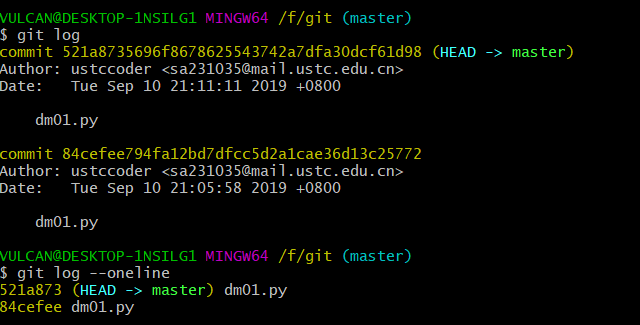 VULCAN@DESKTOP-1NSILG1 MINGW64 /f/git (master)
$ git log
commit 521a8735696f8678625543742a7dfa30dcf61d98 (HEAD -> master)
Author: ustccoder <sa231035@mail.ustc.edu.cn>
Date:   Tue Sep 10 21:11:11 2019 +0800
    dm01.py
commit 84cefee794fa12bd7dfcc5d2a1cae36d13c25772
Author: ustccoder <sa231035@mail.ustc.edu.cn>
Date:   Tue Sep 10 21:05:58 2019 +0800
    dm01.py
VULCAN@DESKTOP-1NSILG1 MINGW64 /f/git (master)
$ git log --oneline
521a873 (HEAD -> master) dm01.py
84cefee dm01.py